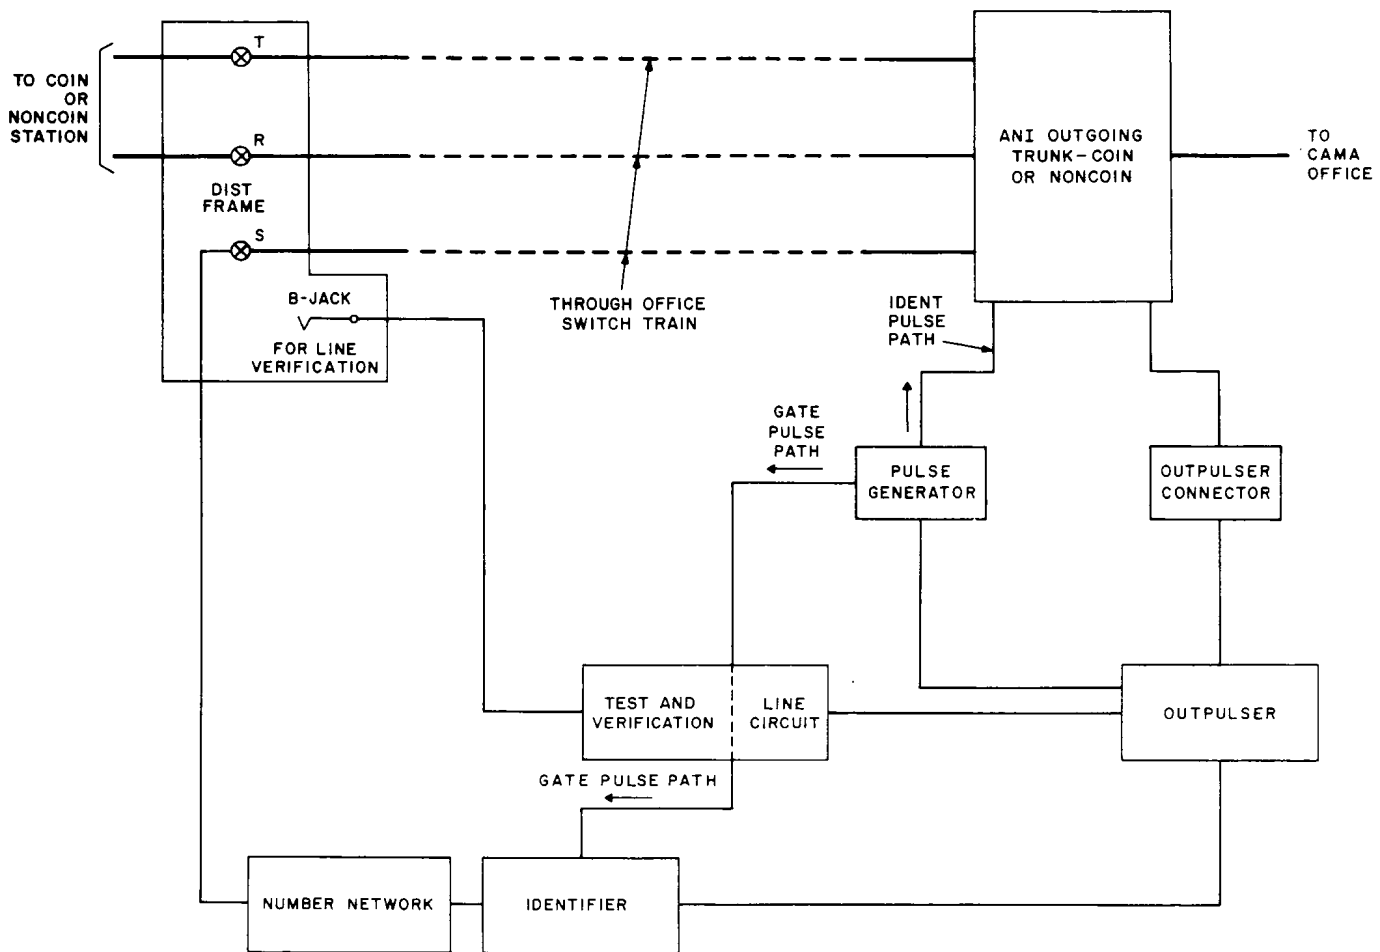 T
TO COIN
OR
NONCOIN
STATION
R
DIST
FRAME
S
B-JACK
FOR LINE
VERIFICATION
THROUGH OFFICE
SWITCH TRAIN
ANI OUTGOING
TRUNK-COIN
OR NONCOIN
TO
CAMA
OFFICE
IDENT
PULSE
PATH
GATE
PULSE
PATH
PULSE
GENERATOR
OUTPULSER
CONNECTOR
TEST AND
VERIFICATION
LINE
CIRCUIT
OUTPULSER
GATE PULSE PATH
NUMBER NETWORK
IDENTIFIER